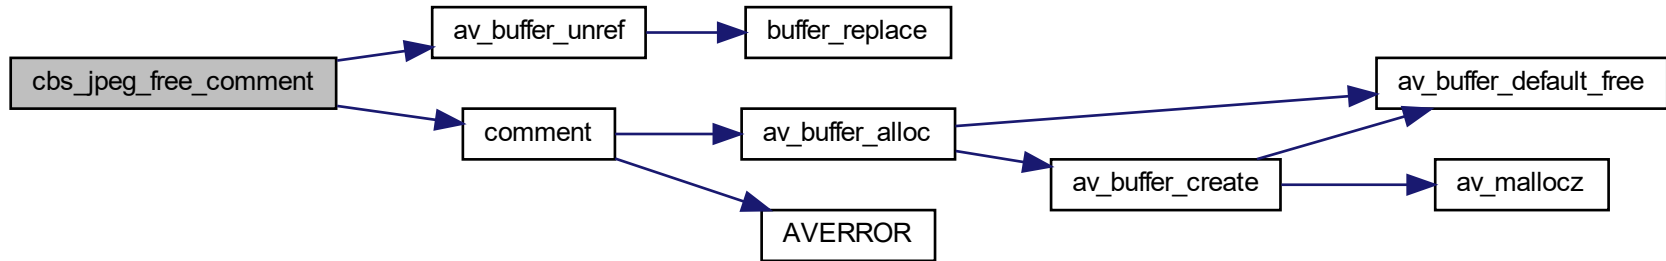 cbs_jpeg_free_comment
av_buffer_unref
buffer_replace
comment
av_buffer_alloc
AVERROR
av_buffer_create
av_buffer_default_free
av_mallocz